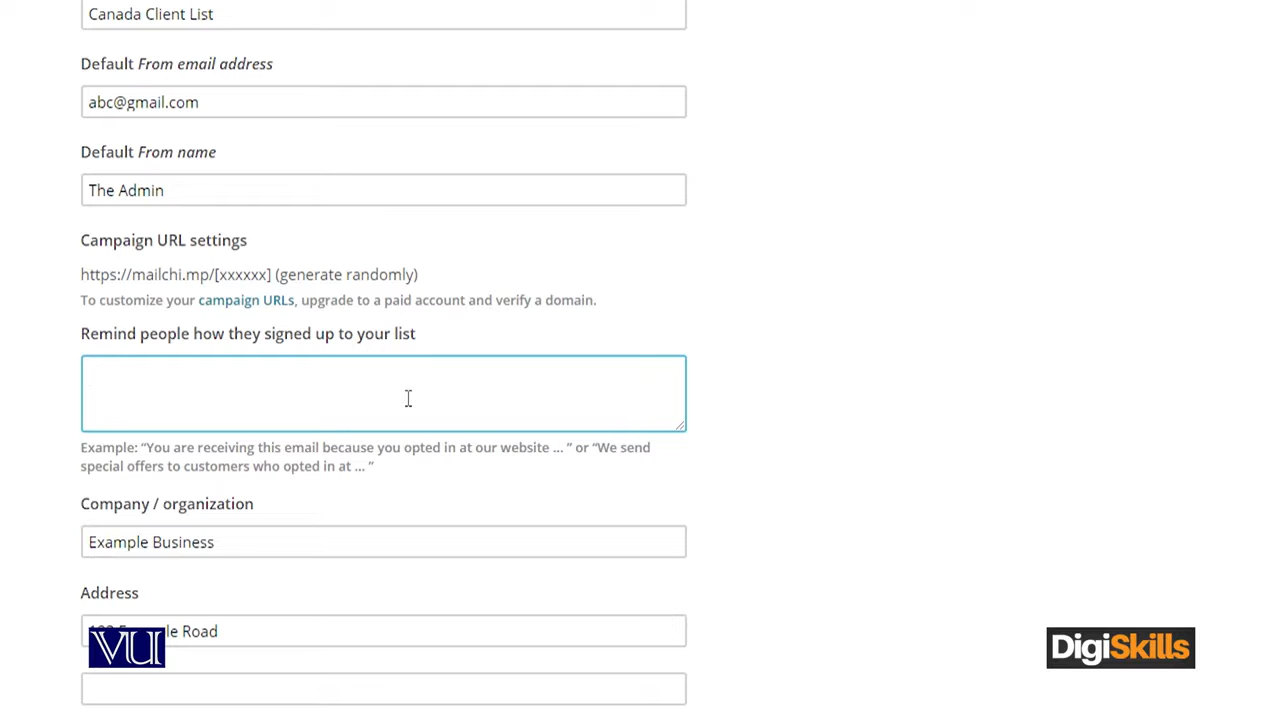 Canada Client List
Default From email address
abc@gmail.com
Default From name
The Admin
Campaign URL settings
https://mailchi.mp/[xxxxxx] (generate randomly)
To customize your campaign URLs, upgrade to a paid account and verify a domain.
Remind people how they signed up to your list
Example: “You are receiving this email because you opted in at our website ... ” or “We send
special offers to customers who opted in at ... ”
Company / organization
Example Business
Address
Road
VU
DigiSkills